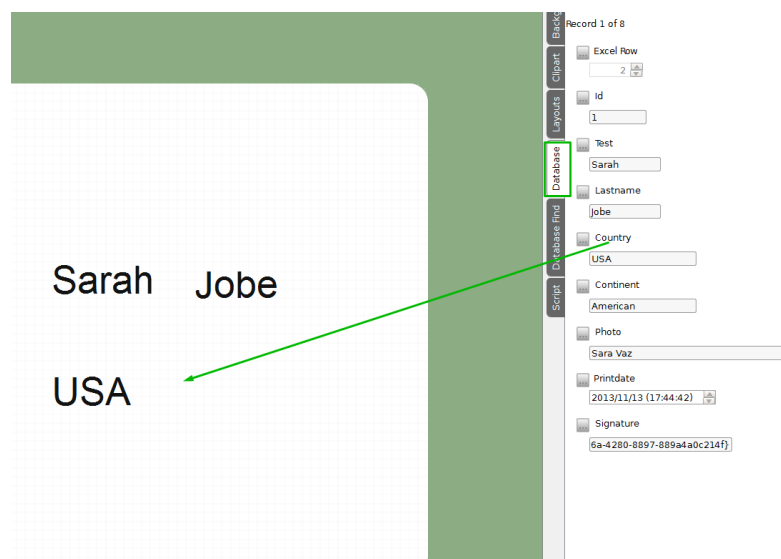 Sarah
Jobe
USA
Backg
Clipart
Layouts
Database
Database Find
Script
Record 1 of 8
Excel Row
2
Id
1
Test
Sarah
Lastname
Jobe
Country
USA
Continent
American
Photo
Sara Vaz
Printdate
2013/11/13 (17:44:42)
Signature
6a-4280-8897-889a4a0c214f}